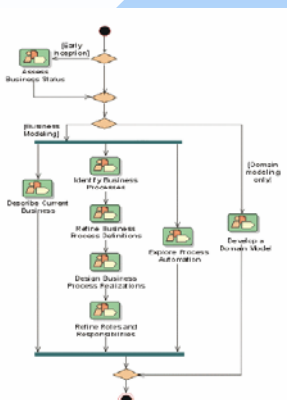 [Early
Inception]
Assess
Business Status
[Business
Modeling]
[Domain
modeling
only]
Identify Business
Processes
Describe Current
Business
Refine Business
Process Definitions
Explore Process
Automation
Develop a
Domain Model
Design Business
Process Realizations
Refine Roles and
Responsibilities